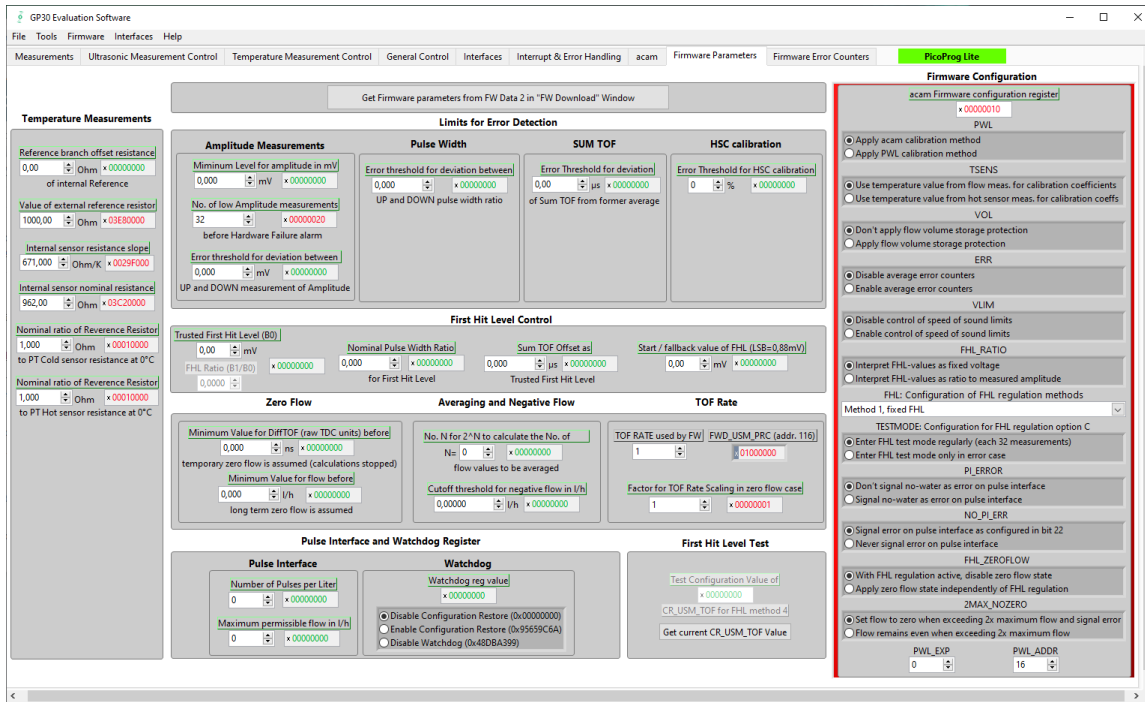 GP30 Evaluation Software
File Tools Firmware Interfaces Help
Measurements Ultrasonic Measurement Control Temperature Measurement Control General Control Interfaces Interrupt & Error Handling acam Firmware Parameters Firmware Error Counters PicoProg Lite
Get Firmware parameters from FW Data 2 in "FW Download" Window
Temperature Measurements
Reference branch offset resistance
0,00 Ohm x 00000000
of internal Reference
Value of external reference resistor
1000,00 Ohm x 03E80000
Internal sensor resistance slope
671,000 Ohm/K x 0029F000
Internal sensor nominal resistance
962,00 Ohm x 03C20000
Nominal ratio of Reverence Resistor
1,000 x 00010000
to PT Cold sensor resistance at 0°C
Nominal ratio of Reverence Resistor
1,000 x 00010000
to PT Hot sensor resistance at 0°C
Limits for Error Detection
Amplitude Measurements
Miminum Level for amplitude in mV
0,000 mV x 00000000
No. of low Amplitude measurements
32 x 00000020
before Hardware Failure alarm
Error threshold for deviation between
0,000 mV x 00000000
UP and DOWN measurement of Amplitude
Pulse Width
Error threshold for deviation between
0,000 x 00000000
UP and DOWN pulse width ratio
SUM TOF
Error Threshold for deviation
0,00 µs x 00000000
of Sum TOF from former average
HSC calibration
Error Threshold for HSC calibration
0 % x 00000000
First Hit Level Control
Trusted First Hit Level (B0)
0,00 mV
FHL Ratio (B1/B0) x 00000000
0,0000
Nominal Pulse Width Ratio
0,000 x 00000000
for First Hit Level
Sum TOF Offset as
0,000 µs x 00000000
Trusted First Hit Level
Start / fallback value of FHL (LSB=0,88mV)
0,00 mV x 00000000
Zero Flow
Minimum Value for DiffTOF (raw TDC units) before
0,000 ns x 00000000
temporary zero flow is assumed (calculations stopped)
Minimum Value for flow before
0,000 l/h x 00000000
long term zero flow is assumed
Averaging and Negative Flow
No. N for 2^N to calculate the No. of
N= 0 x 00000000
flow values to be averaged
Cutoff threshold for negative flow in l/h
0,00000 l/h x 00000000
TOF Rate
TOF RATE used by FW FWD_USM_PRC (addr. 116)
1 x 01000000
Factor for TOF Rate Scaling in zero flow case
1 x 00000001
Pulse Interface and Watchdog Register
Pulse Interface
Number of Pulses per Liter
0 x 00000000
Maximum permissible flow in l/h
0 x 00000000
Watchdog
Watchdog reg value
x 00000000
Disable Configuration Restore (0x00000000)
Enable Configuration Restore (0x95659C6A)
Disable Watchdog (0x48DBA399)
First Hit Level Test
Test Configuration Value of
x 00000000
CR_USM_TOF for FHL method 4
Get current CR_USM_TOF Value
Firmware Configuration
acam Firmware configuration register
x 00000010
PWL
Apply acam calibration method
Apply PWL calibration method
TSENS
Use temperature value from flow meas. for calibration coefficients
Use temperature value from hot sensor meas. for calibration coeffs
VOL
Don't apply flow volume storage protection
Apply flow volume storage protection
ERR
Disable average error counters
Enable average error counters
VLIM
Disable control of speed of sound limits
Enable control of speed of sound limits
FHL_RATIO
Interpret FHL-values as fixed voltage
Interpret FHL-values as ratio to measured amplitude
FHL: Configuration of FHL regulation methods
Method 1, fixed FHL
TESTMODE: Configuration for FHL regulation option C
Enter FHL test mode regularly (each 32 measurements)
Enter FHL test mode only in error case
PI_ERROR
Don't signal no-water as error on pulse interface
Signal no-water as error on pulse interface
NO_PI_ERR
Signal error on pulse interface as configured in bit 22
Never signal error on pulse interface
FHL_ZEROFLOW
With FHL regulation active, disable zero flow state
Apply zero flow state independently of FHL regulation
2MAX_NOZERO
Set flow to zero when exceeding 2x maximum flow and signal error
Flow remains even when exceeding 2x maximum flow
PWL_EXP PWL_ADDR
0 16